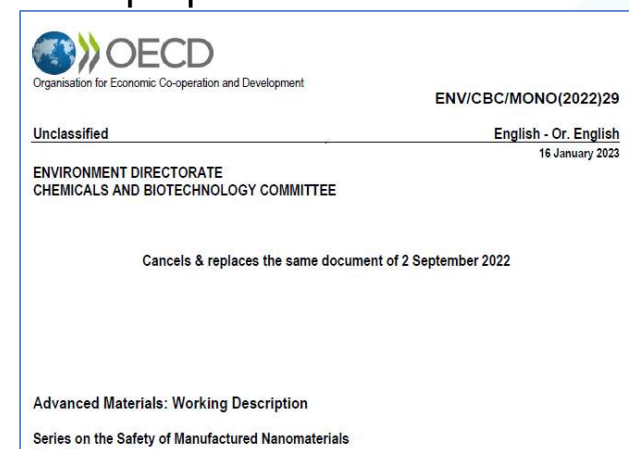 OECD
Organisation for Economic Co-operation and Development
ENV/CBC/MONO(2022)29
Unclassified
English - Or. English
16 January 2023
ENVIRONMENT DIRECTORATE
CHEMICALS AND BIOTECHNOLOGY COMMITTEE
Cancels & replaces the same document of 2 September 2022
Advanced Materials: Working Description
Series on the Safety of Manufactured Nanomaterials